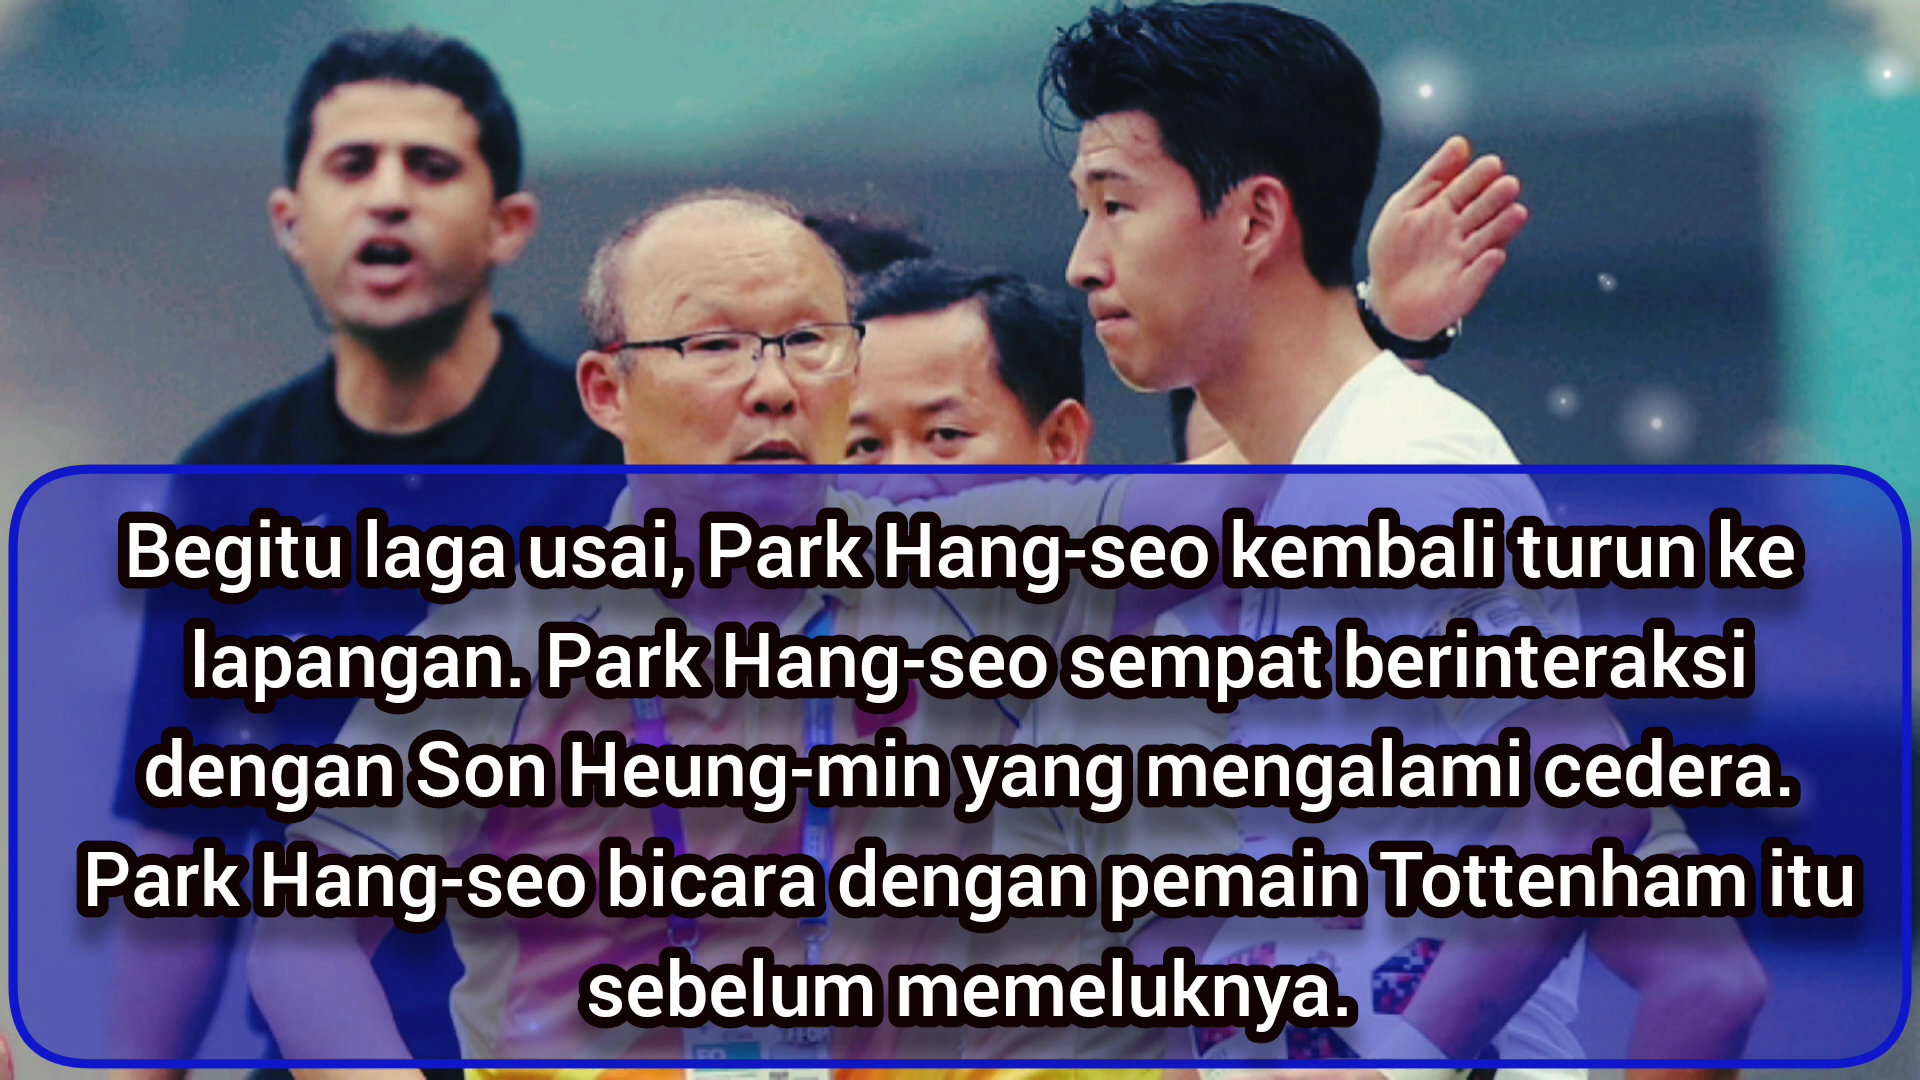 Begitu laga usai, Park Hang-seo kembali turun ke
lapangan. Park Hang-seo sempat berinteraksi
dengan Son Heung-min yang mengalami cedera.
Park Hang-seo bicara dengan pemain Tottenham itu
sebelum memeluknya.